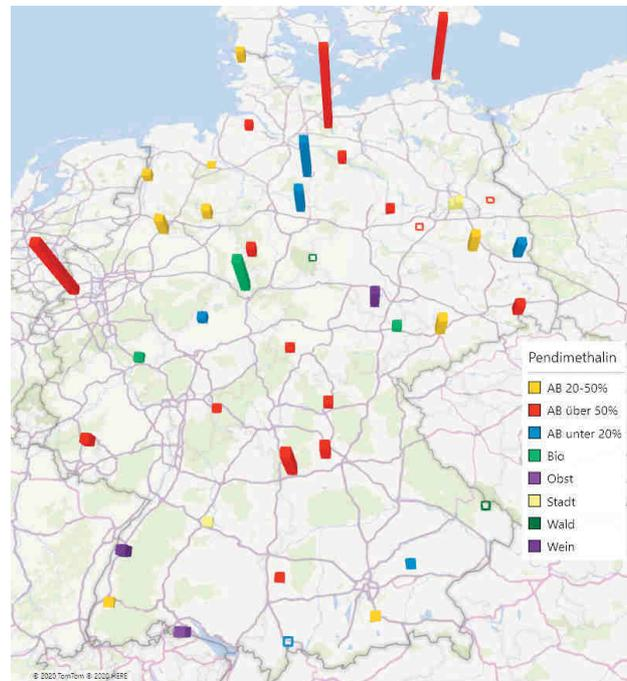 Pendimethalin
AB 20-50%
AB über 50%
AB unter 20%
Bio
Obst
Stadt
Wald
Wein
© 2020 TomTom © 2020 HERE